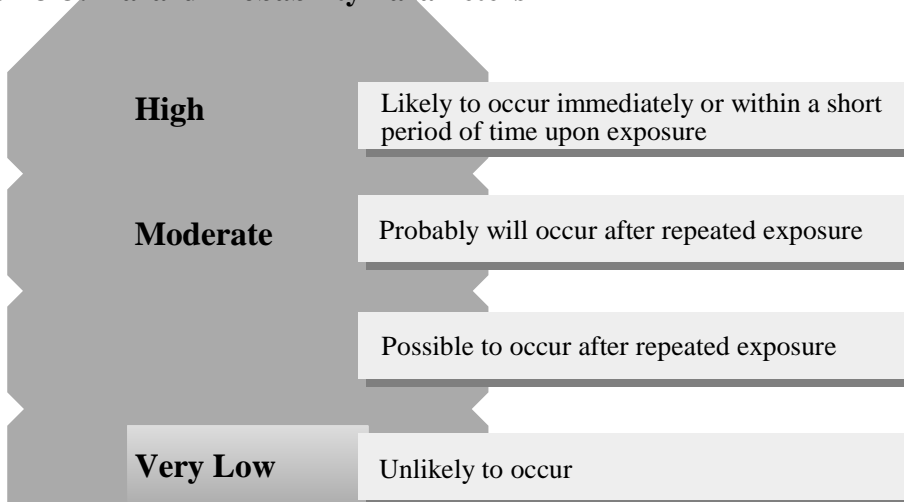 High
Likely to occur immediately or within a short
period of time upon exposure
Moderate
Probably will occur after repeated exposure
Possible to occur after repeated exposure
Very Low
Unlikely to occur